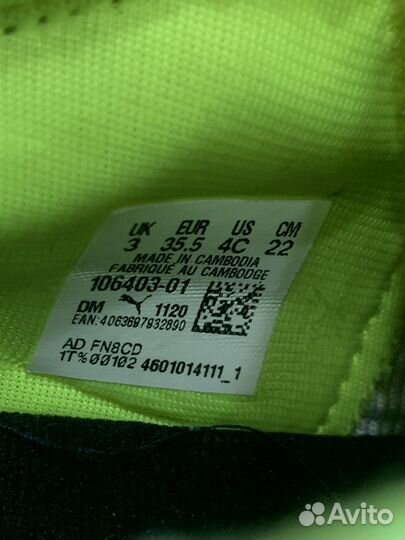 UK EUR US CM
3 35.5 4C 22
MADE IN CAMBODIA
FABRIQUÉ AU CAMBODGE
106403-01
DM 1120
EAN: 4063697932890
AD FN8CD
1T%00102 4601014111_1
Avito